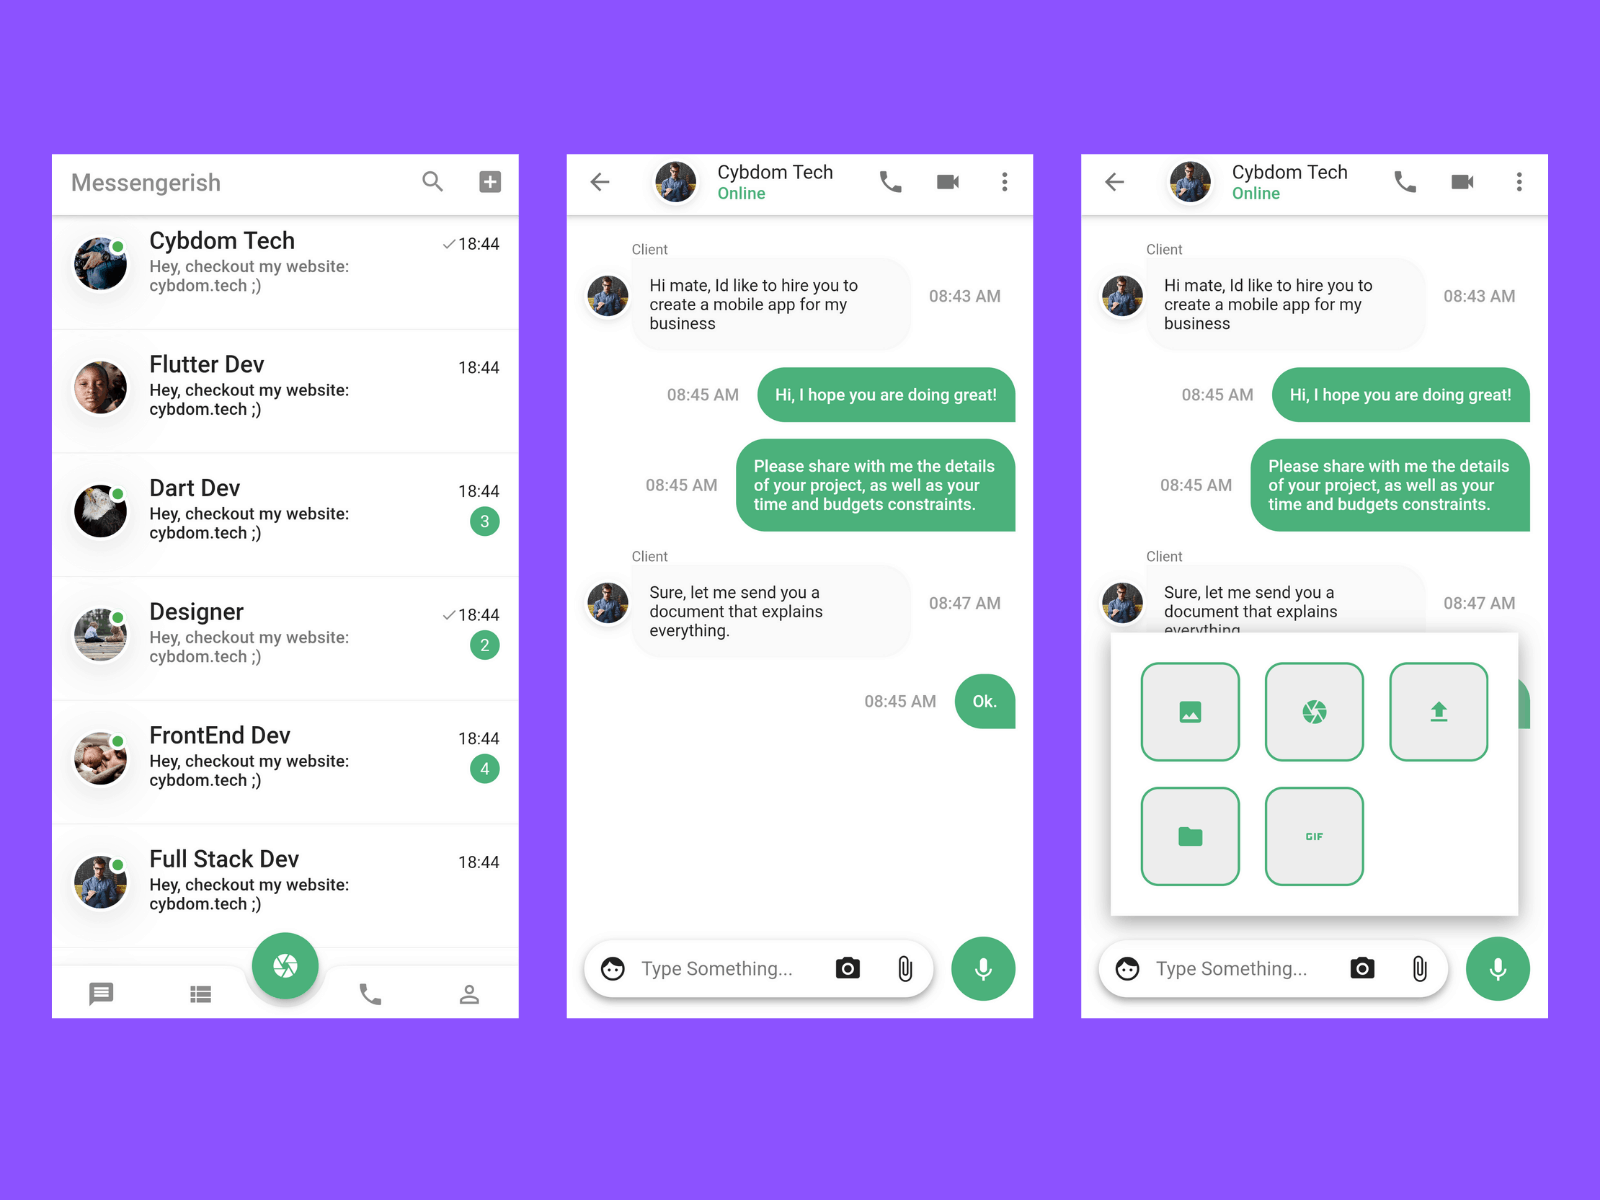 Messengerish
Cybdom Tech
18:44
Hey, checkout my website:
cybdom.tech ;)
Flutter Dev
18:44
Hey, checkout my website:
cybdom.tech ;)
Dart Dev
18:44
Hey, checkout my website:
cybdom.tech ;)
3
Designer
18:44
Hey, checkout my website:
cybdom.tech ;)
2
FrontEnd Dev
18:44
Hey, checkout my website:
cybdom.tech ;)
4
Full Stack Dev
18:44
Hey, checkout my website:
cybdom.tech ;)
Cybdom Tech
Online
Client
Hi mate, Id like to hire you to
create a mobile app for my
business
08:43 AM
08:45 AM
Hi, I hope you are doing great!
08:45 AM
Please share with me the details
of your project, as well as your
time and budgets constraints.
Client
Sure, let me send you a
document that explains
everything.
08:47 AM
08:45 AM
Ok.
Type Something...
Cybdom Tech
Online
Client
Hi mate, Id like to hire you to
create a mobile app for my
business
08:43 AM
08:45 AM
Hi, I hope you are doing great!
08:45 AM
Please share with me the details
of your project, as well as your
time and budgets constraints.
Client
Sure, let me send you a
document that explains
everything
08:47 AM
GIF
Type Something...